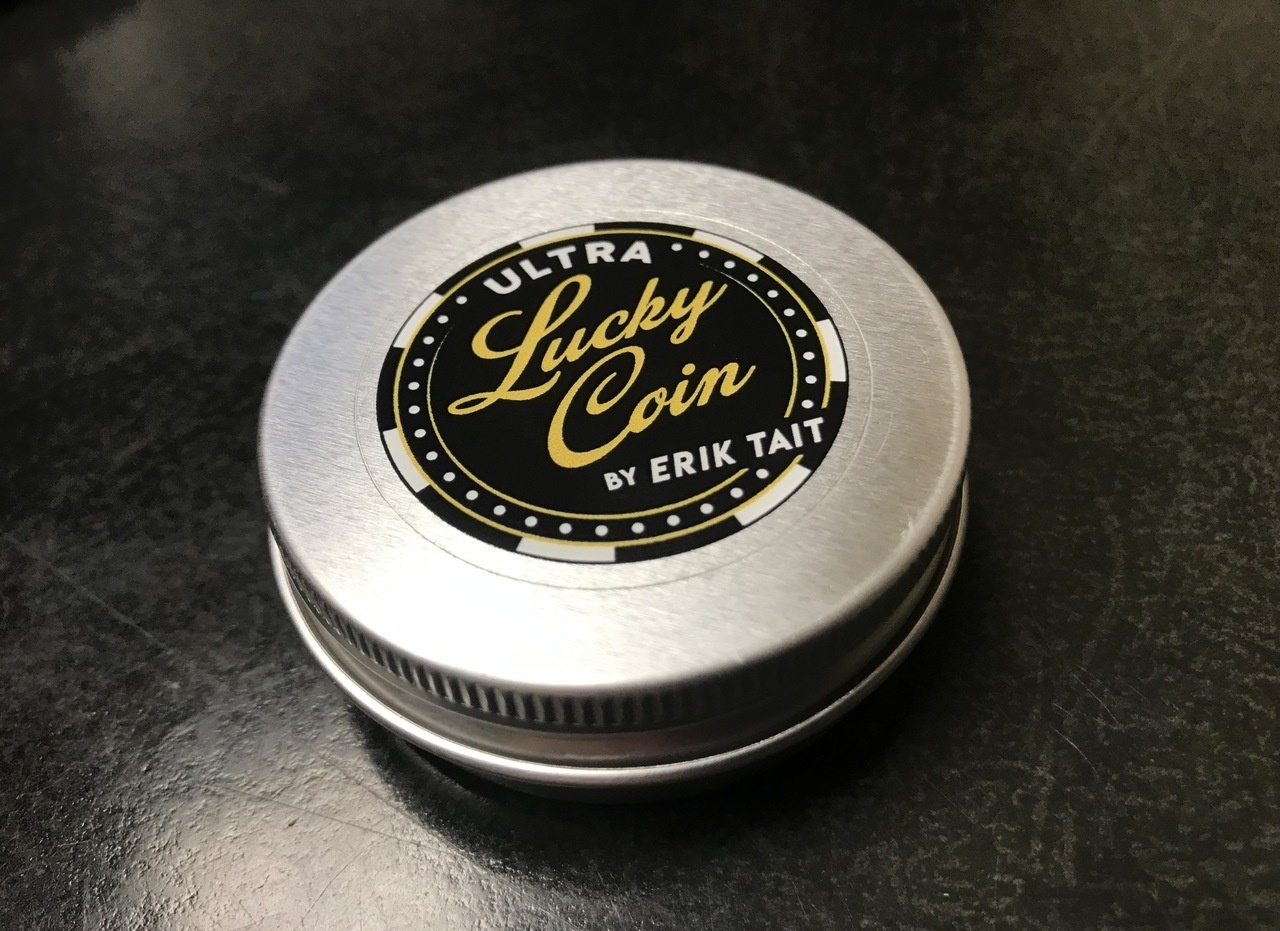 ULTRA
Lucky
Coin
BY ERIK TAIT